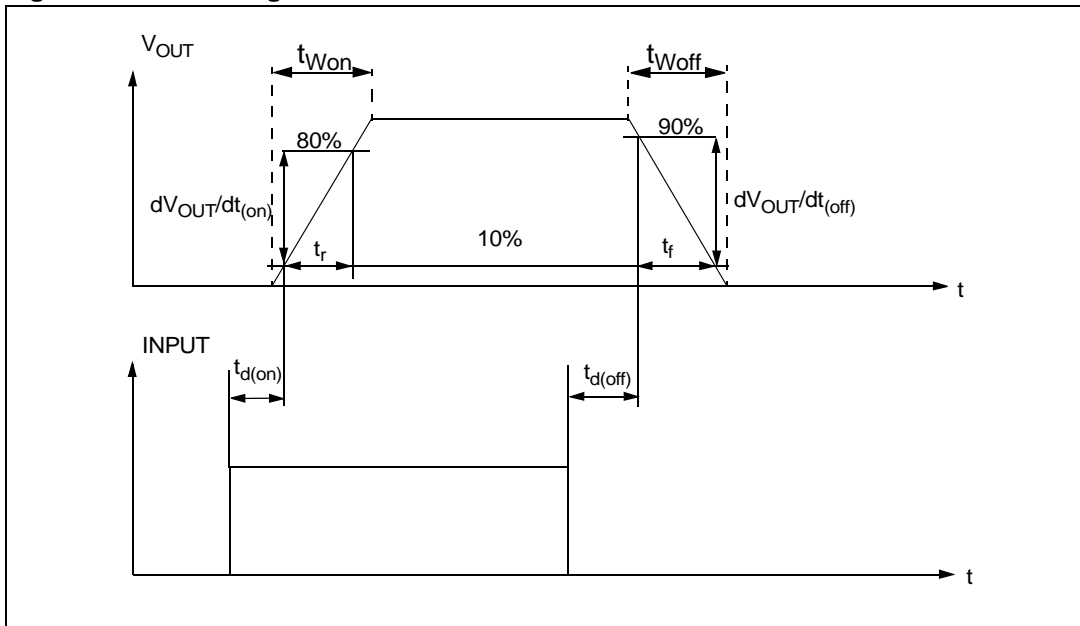 V_OUT
t_Won
t_Woff
80%
90%
dV_OUT/dt_(on)
dV_OUT/dt_(off)
t_r
10%
t_f
t
INPUT
t_d(on)
t_d(off)
t